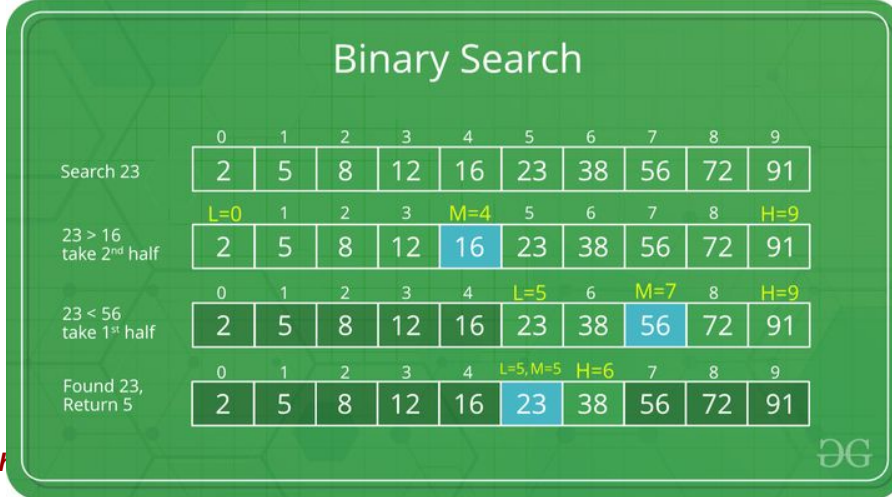 Binary Search
0 1 2 3 4 5 6 7 8 9
Search 23 2 5 8 12 16 23 38 56 72 91
L=0 1 2 3 M=4 5 6 7 8 H=9
23 > 16
take 2nd half 2 5 8 12 16 23 38 56 72 91
0 1 2 3 4 L=5 6 M=7 8 H=9
23 < 56
take 1st half 2 5 8 12 16 23 38 56 72 91
0 1 2 3 4 L=5, M=5 H=6 7 8 9
Found 23,
Return 5 2 5 8 12 16 23 38 56 72 91